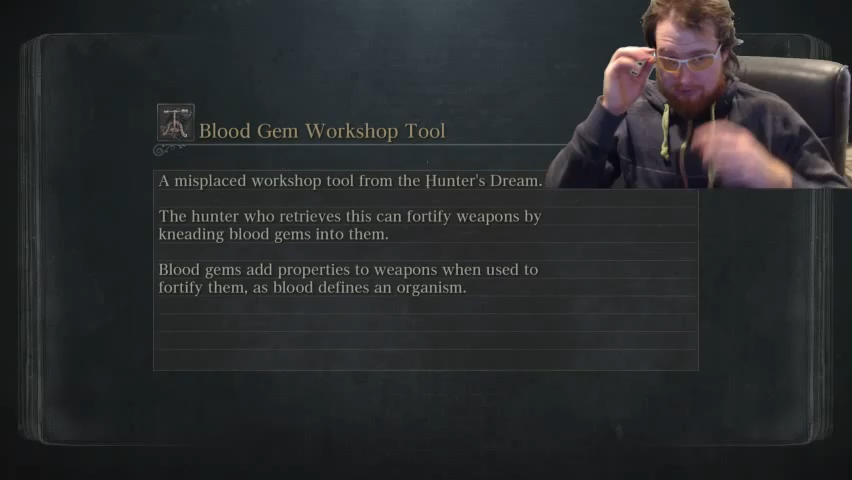 Blood Gem Workshop Tool
A misplaced workshop tool from the Hunter's Dream.
The hunter who retrieves this can fortify weapons by
kneading blood gems into them.
Blood gems add properties to weapons when used to
fortify them, as blood defines an organism.